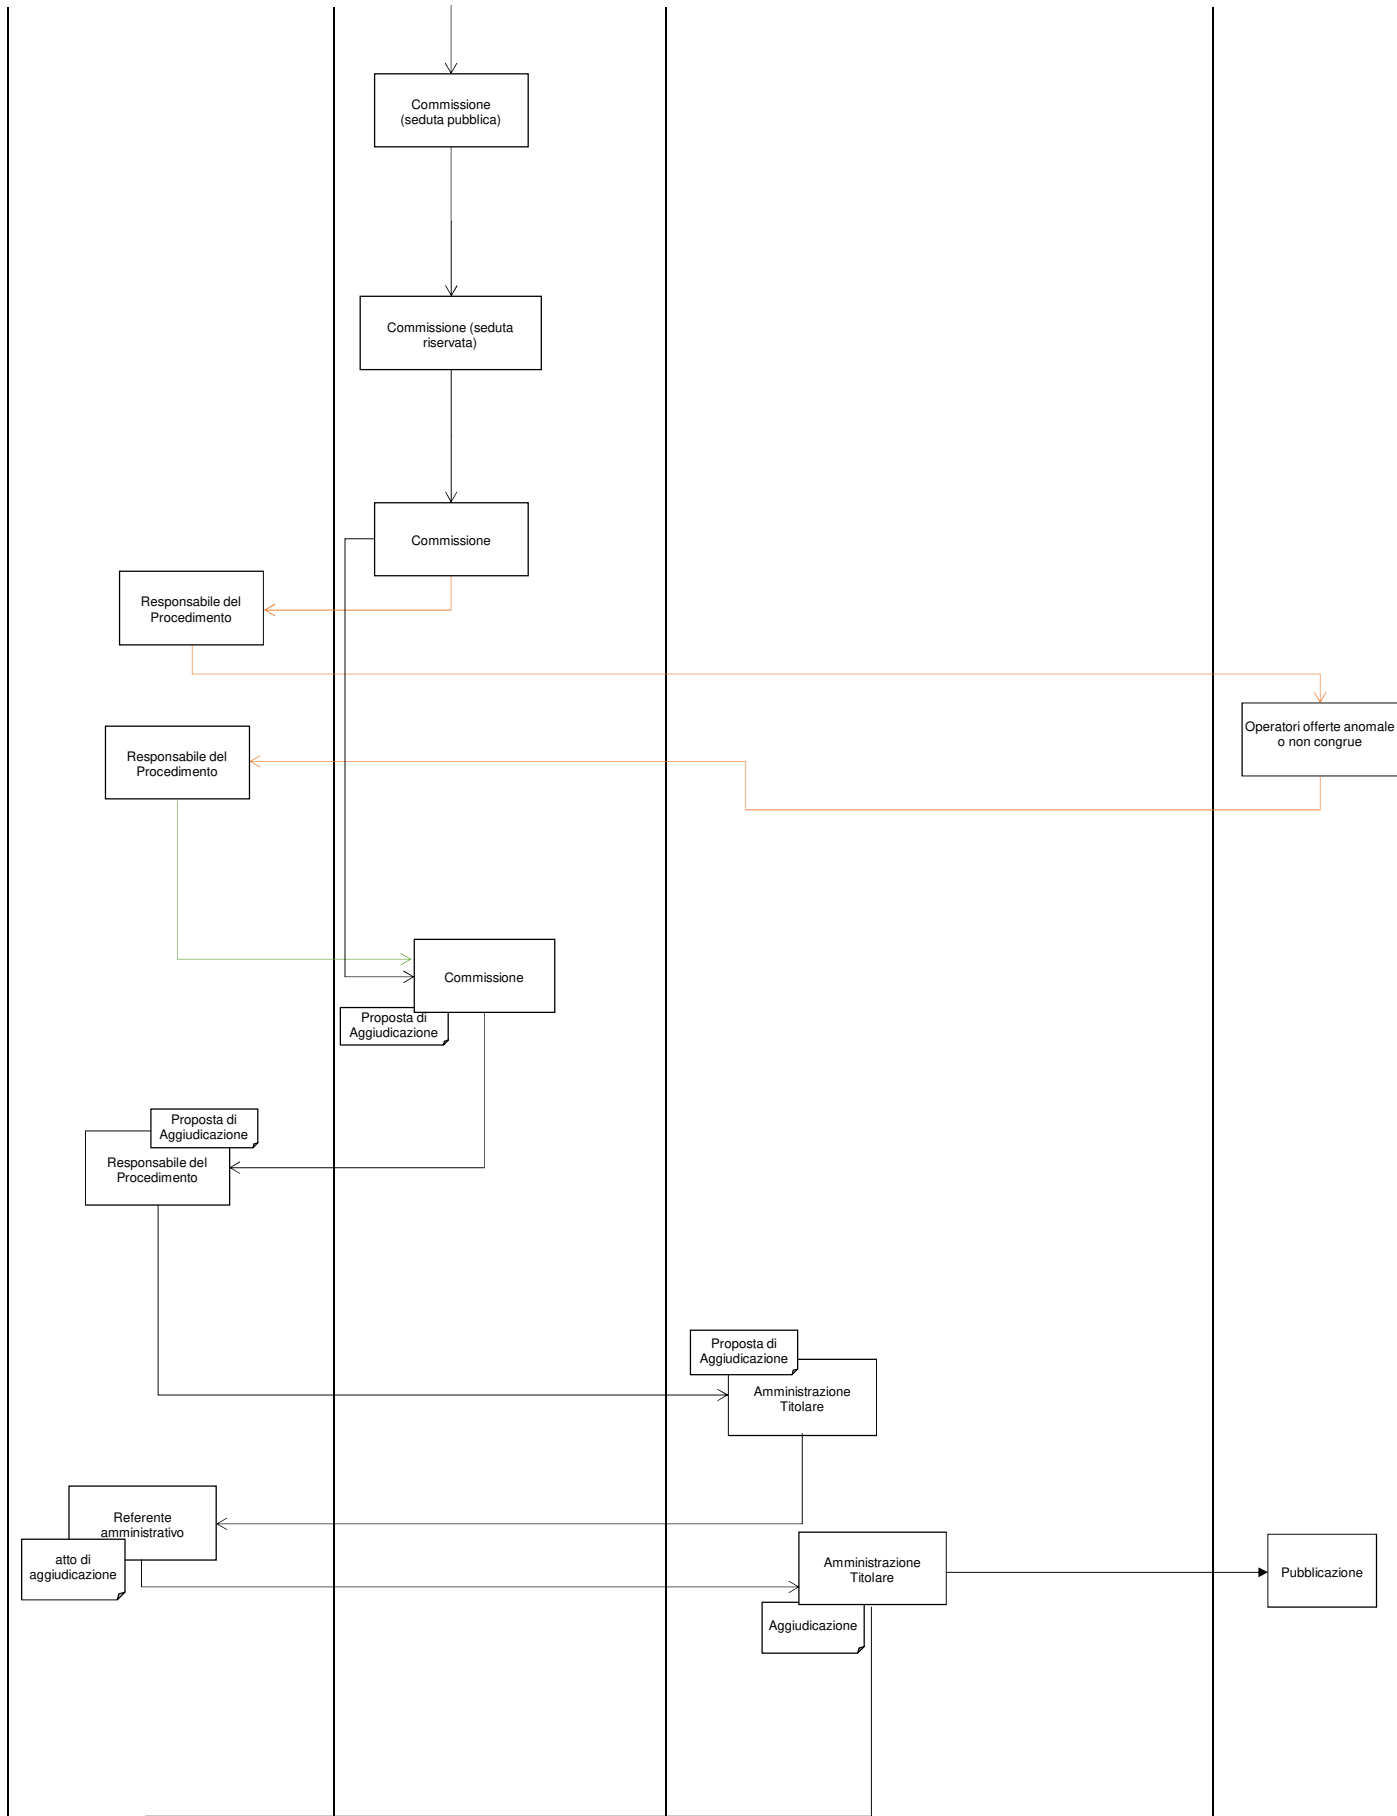 Commissione
(seduta pubblica)
Commissione (seduta
riservata)
Commissione
Responsabile del
Procedimento
Operatori offerte anomale
o non congrue
Responsabile del
Procedimento
Commissione
Proposta di
Aggiudicazione
Proposta di
Aggiudicazione
Responsabile del
Procedimento
Proposta di
Aggiudicazione
Amministrazione
Titolare
Referente
amministrativo
atto di
aggiudicazione
Amministrazione
Titolare
Pubblicazione
Aggiudicazione